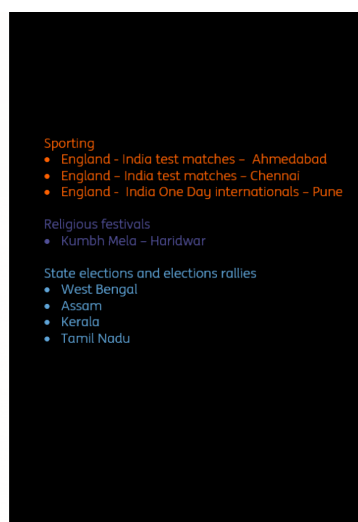 Sporting
• England - India test matches – Ahmedabad
• England – India test matches – Chennai
• England - India One Day internationals – Pune
Religious festivals
• Kumbh Mela – Haridwar
State elections and elections rallies
• West Bengal
• Assam
• Kerala
• Tamil Nadu